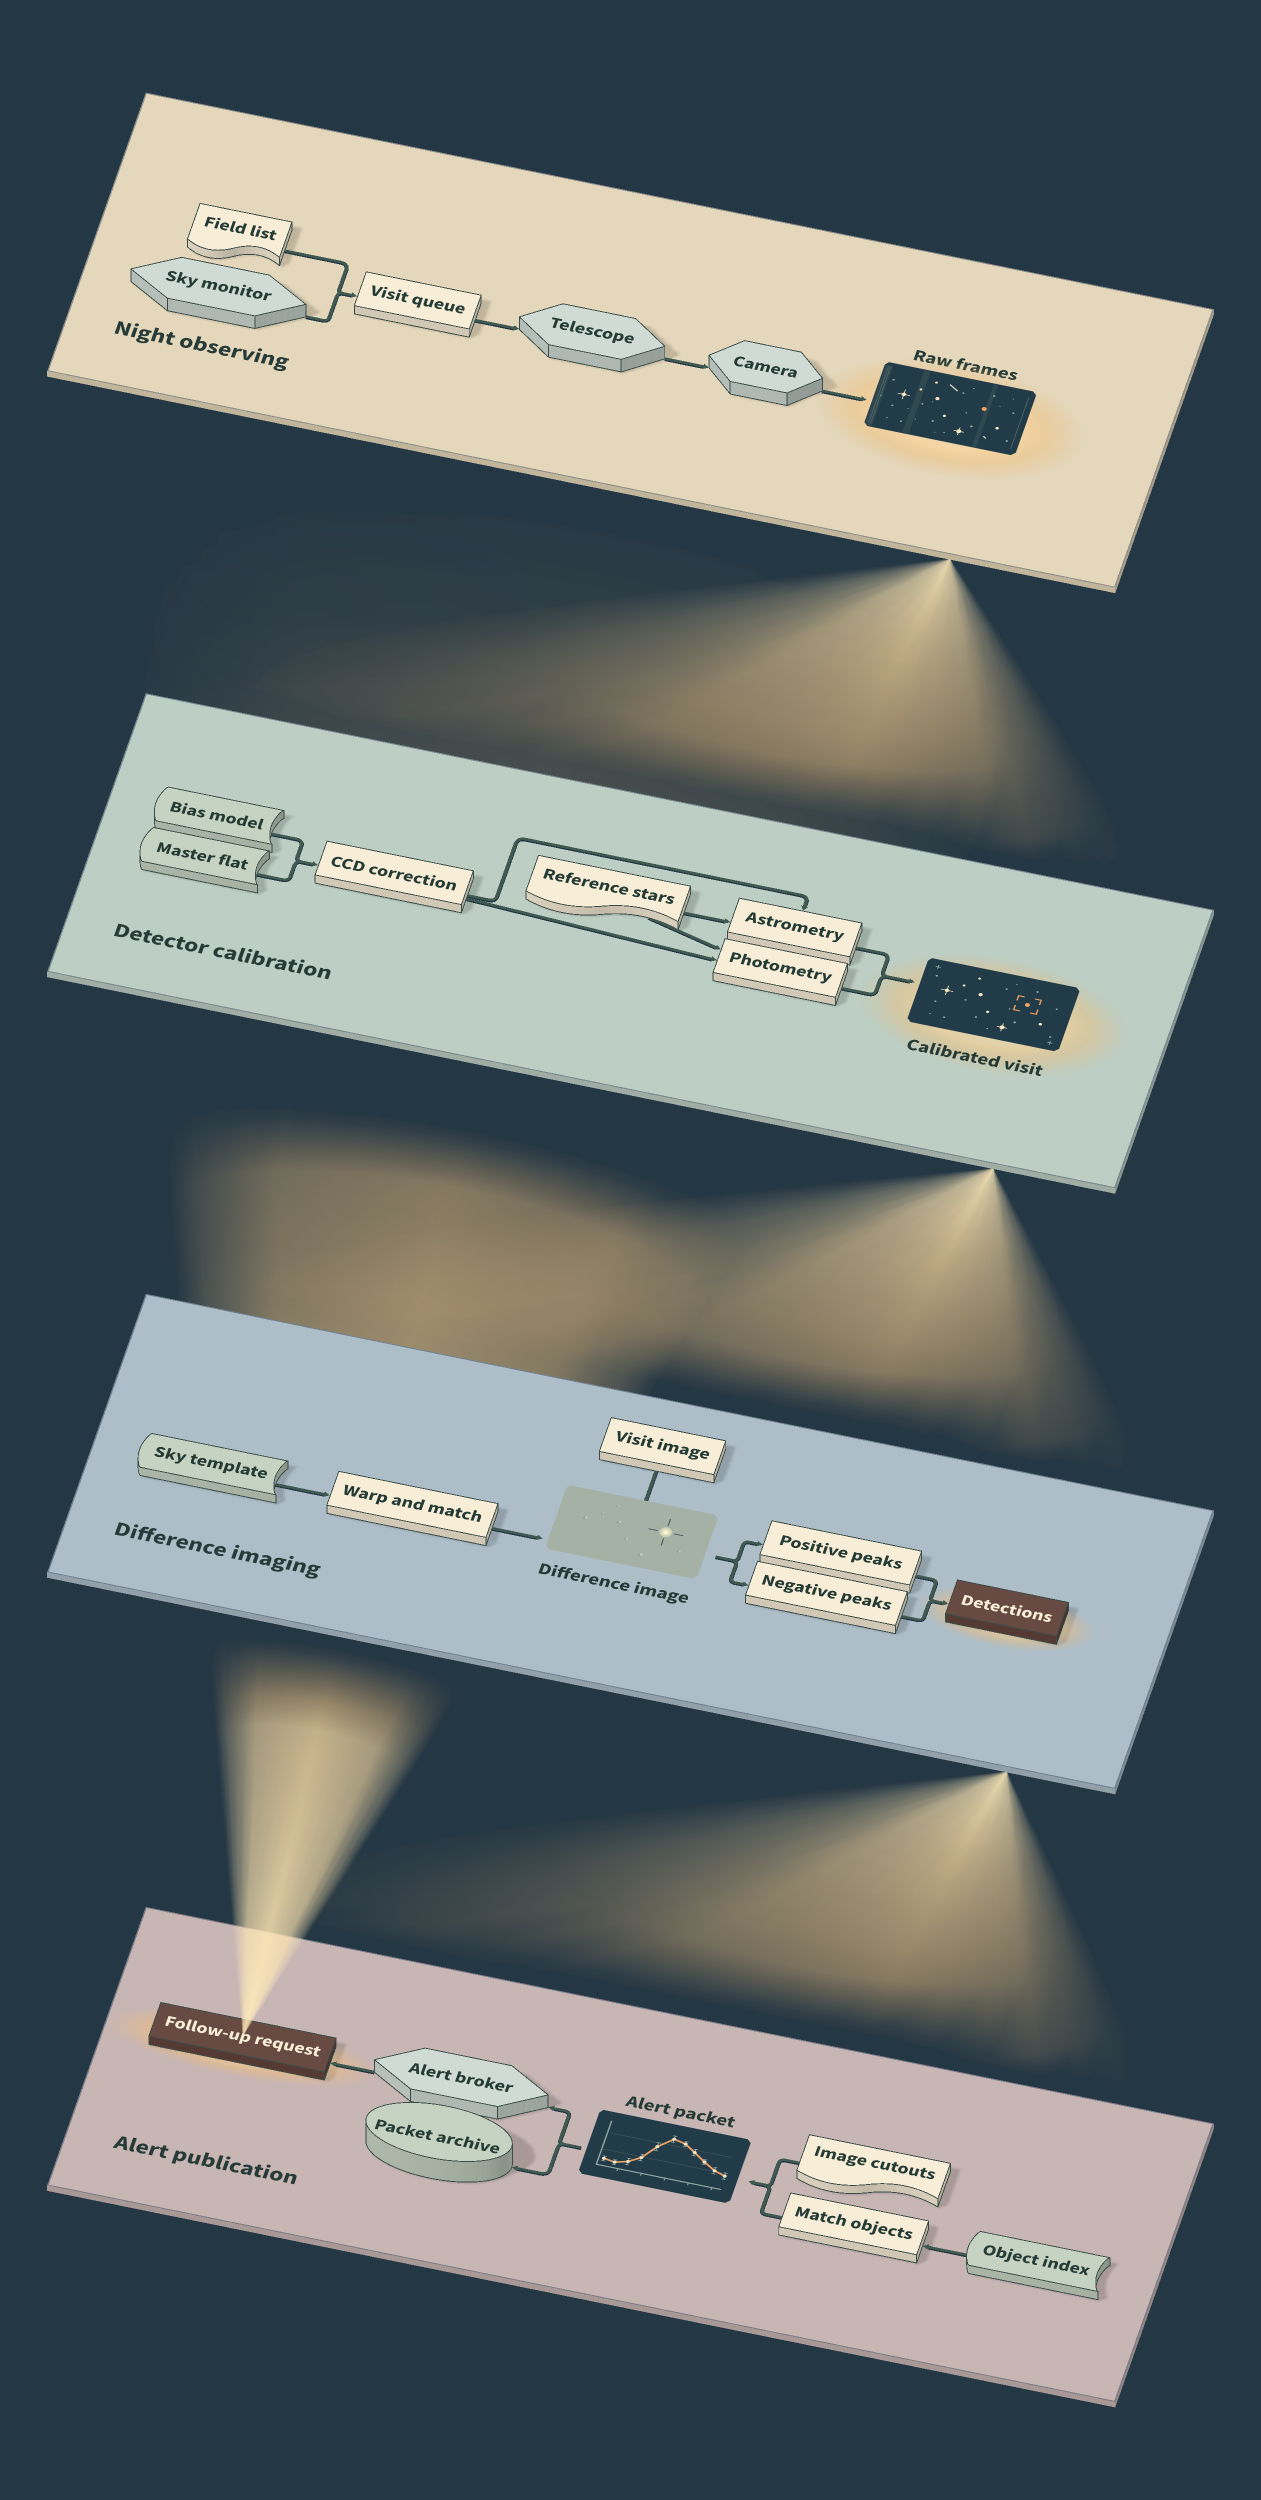 Field list
Sky monitor
Visit queue
Telescope
Camera
Raw frames
Night observing
Bias model
Master flat
CCD correction
Reference stars
Astrometry
Photometry
Calibrated visit
Detector calibration
Visit image
Sky template
Warp and match
Difference image
Positive peaks
Negative peaks
Detections
Difference imaging
Follow-up request
Alert broker
Packet archive
Alert packet
Image cutouts
Match objects
Object index
Alert publication